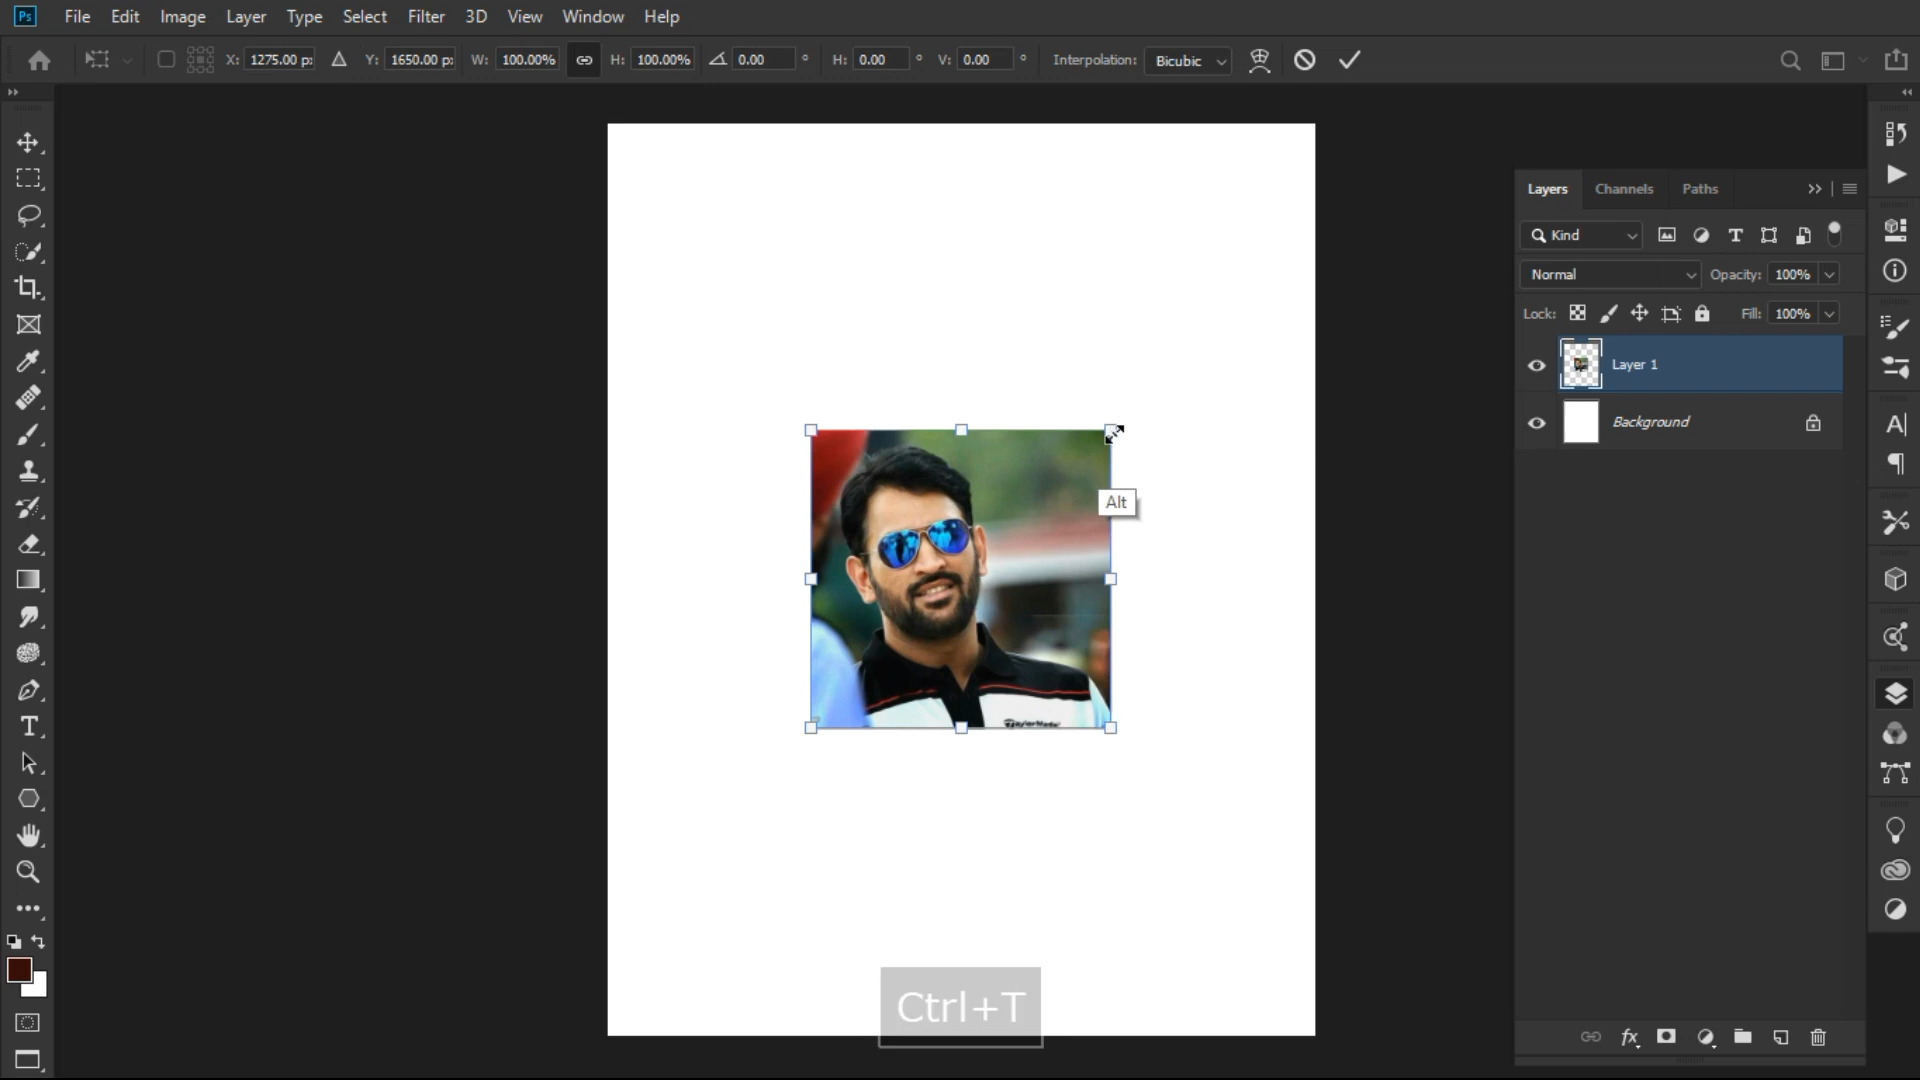 Ps File Edit Image Layer Type Select Filter 3D View Window Help
X: 1275.00 p: Y: 1650.00 p: W: 100.00% H: 100.00% 0.00 ° H: 0.00 ° V: 0.00 ° Interpolation: Bicubic
Layers Channels Paths
Kind
Normal Opacity: 100%
Lock: Fill: 100%
Layer 1
Background
Alt
TaylorMade
Ctrl+T